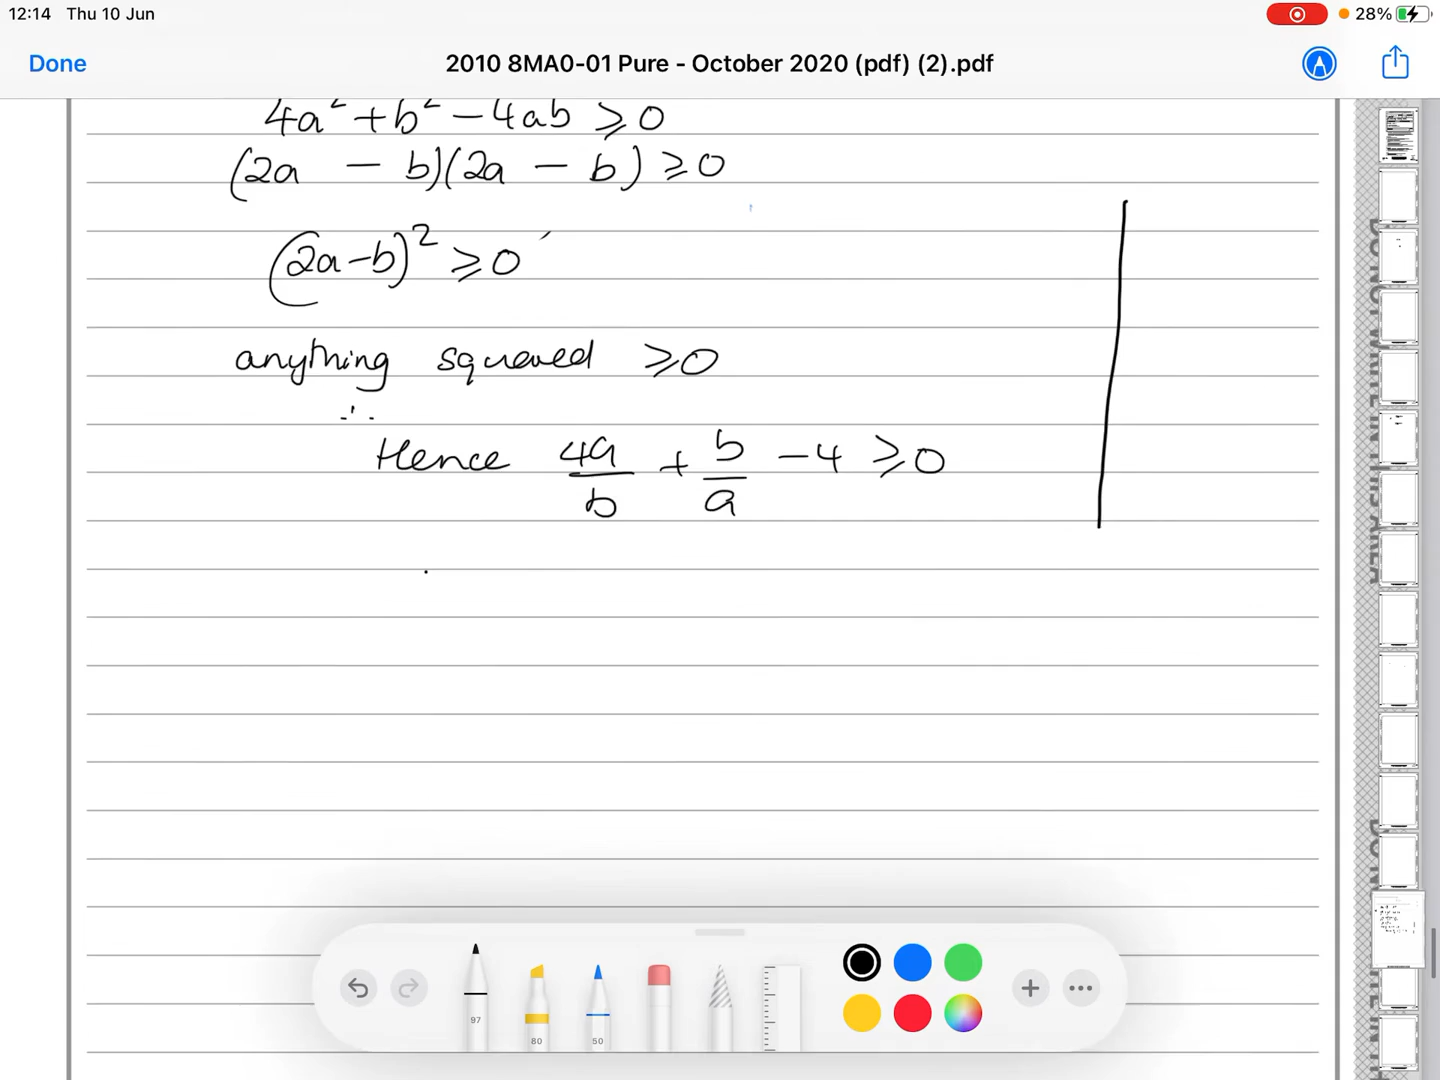 12:14 Thu 10 Jun
28%
Done
2010 8MA0-01 Pure - October 2020 (pdf) (2).pdf
4a² + b² - 4ab ⩾ 0
(2a - b)(2a - b) ⩾ 0
(2a-b)² ⩾ 0
anything squared ⩾ 0
∴
Hence 4a/b + b/a - 4 ⩾ 0
97
80
50